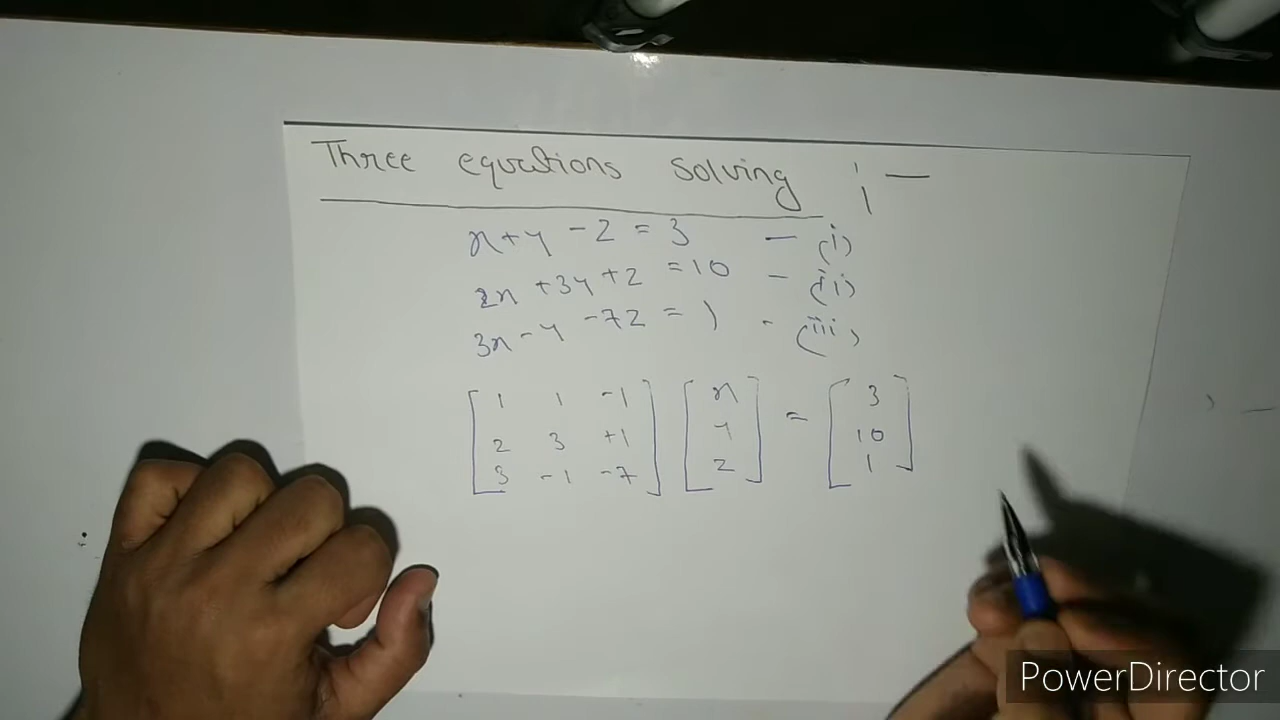 Three equations solving :—
x+y-z = 3 - (i)
2x +3y+z =10 - (ii)
3x-y -7z = 1 - (iii)
[1 1 -1] [x] = [3]
[2 3 +1] [y] [10]
[3 -1 -7] [z] [1]
PowerDirector